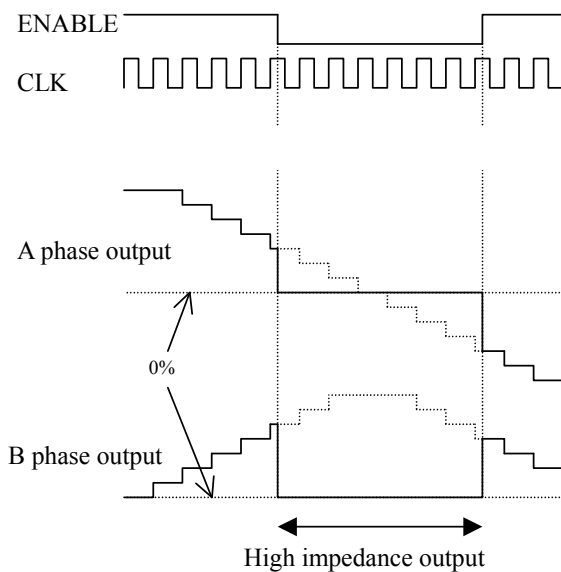 ENABLE
CLK
A phase output
0%
B phase output
High impedance output